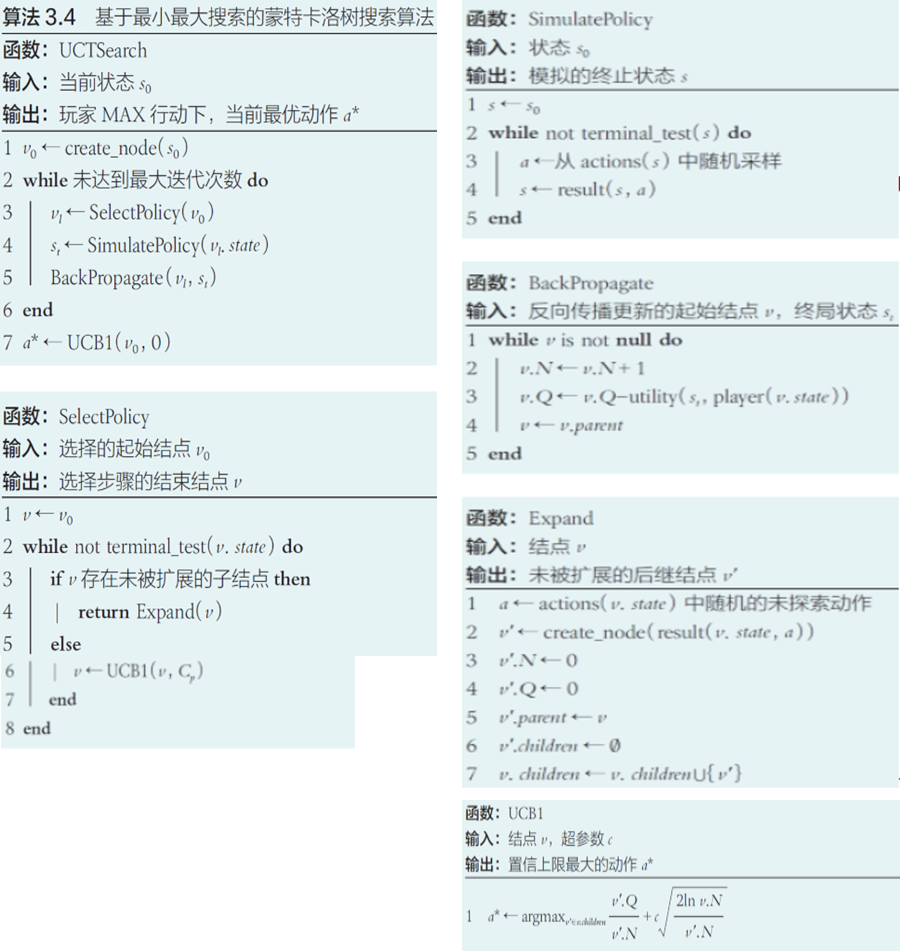 算法 3.4 基于最小最大搜索的蒙特卡洛树搜索算法
函数：UCTSearch
输入：当前状态 s₀
输出：玩家 MAX 行动下，当前最优动作 a*
1 v₀ ← create_node(s₀)
2 while 未达到最大迭代次数 do
3 | vₗ ← SelectPolicy(v₀)
4 | sₜ ← SimulatePolicy(vₗ. state)
5 | BackPropagate(vₗ, sₜ)
6 end
7 a* ← UCB1(v₀, 0)
函数：SelectPolicy
输入：选择的起始结点 v₀
输出：选择步骤的结束结点 v
1 v ← v₀
2 while not terminal_test(v. state) do
3 | if v 存在未被扩展的子结点 then
4 | | return Expand(v)
5 | else
6 | | v ← UCB1(v, Cₚ)
7 | end
8 end
函数：SimulatePolicy
输入：状态 s₀
输出：模拟的终止状态 s
1 s ← s₀
2 while not terminal_test(s) do
3 | a ← 从 actions(s) 中随机采样
4 | s ← result(s, a)
5 end
函数：BackPropagate
输入：反向传播更新的起始结点 v，终局状态 sₜ
1 while v is not null do
2 | v.N ← v.N + 1
3 | v.Q ← v.Q-utility(sₜ, player(v. state))
4 | v ← v.parent
5 end
函数：Expand
输入：结点 v
输出：未被扩展的后继结点 v′
1 a ← actions(v. state) 中随机的未探索动作
2 v′ ← create_node(result(v. state, a))
3 v′.N ← 0
4 v′.Q ← 0
5 v′.parent ← v
6 v′.children ← ∅
7 v. children ← v. children∪{v′}
函数：UCB1
输入：结点 v，超参数 c
输出：置信上限最大的动作 a*
1 a* ← argmax_{v′∈v.children} v′.Q/v′.N + c√(2ln v.N/v′.N)